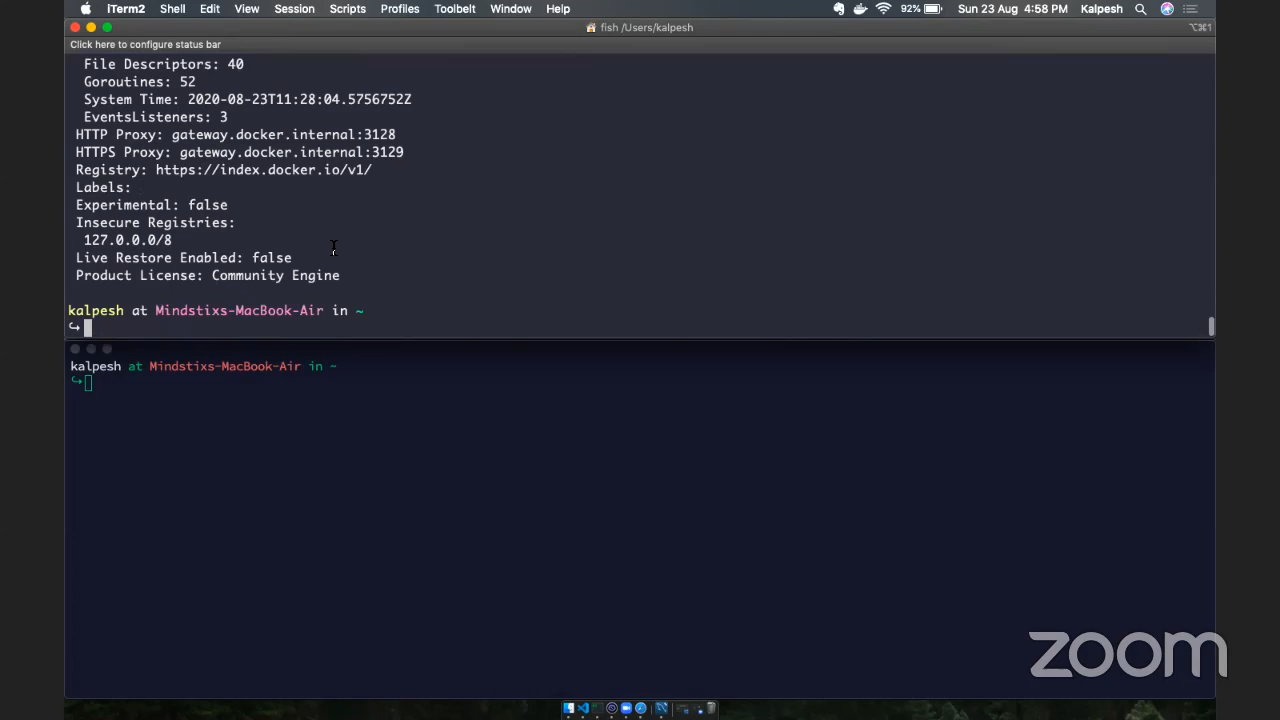 iTerm2 Shell Edit View Session Scripts Profiles Toolbelt Window Help 92% Sun 23 Aug 4:58 PM Kalpesh
fish /Users/kalpesh ⌥⌘1
Click here to configure status bar
File Descriptors: 40
Goroutines: 52
System Time: 2020-08-23T11:28:04.5756752Z
EventsListeners: 3
HTTP Proxy: gateway.docker.internal:3128
HTTPS Proxy: gateway.docker.internal:3129
Registry: https://index.docker.io/v1/
Labels:
Experimental: false
Insecure Registries:
127.0.0.0/8
Live Restore Enabled: false
Product License: Community Engine
kalpesh at Mindstixs-MacBook-Air in ~
↪
kalpesh at Mindstixs-MacBook-Air in ~
↪
zoom